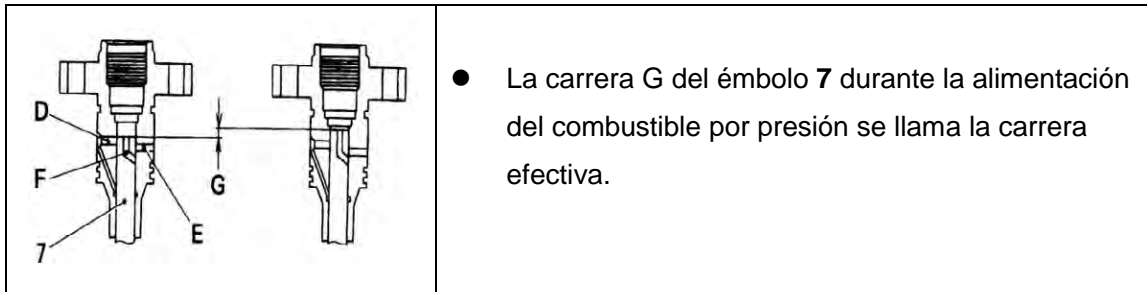 D
F
G
E
7
● La carrera G del émbolo 7 durante la alimentación
del combustible por presión se llama la carrera
efectiva.